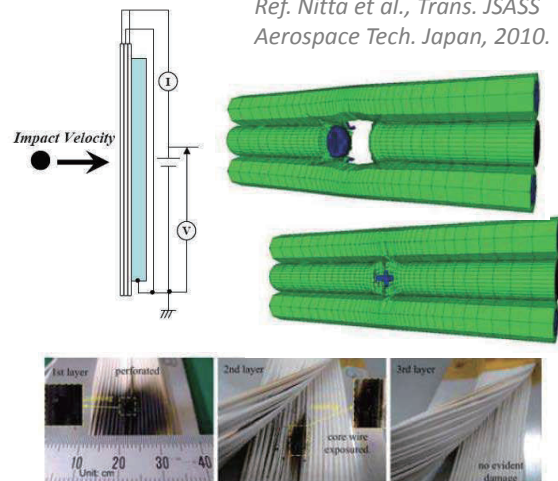 Ref. Nitta et al., Trans. JSASS
Aerospace Tech. Japan, 2010.
I
Impact Velocity
V
1st layer
perforated
2nd layer
core wire
exposured
3rd layer
no evident
damage
10 20 30 40
Unit: cm